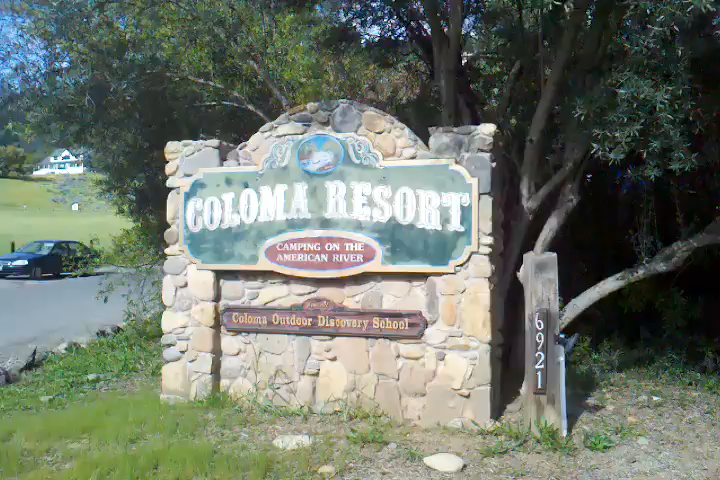 COLOMA RESORT
CAMPING ON THE
AMERICAN RIVER
Coloma Outdoor Discovery School
6921